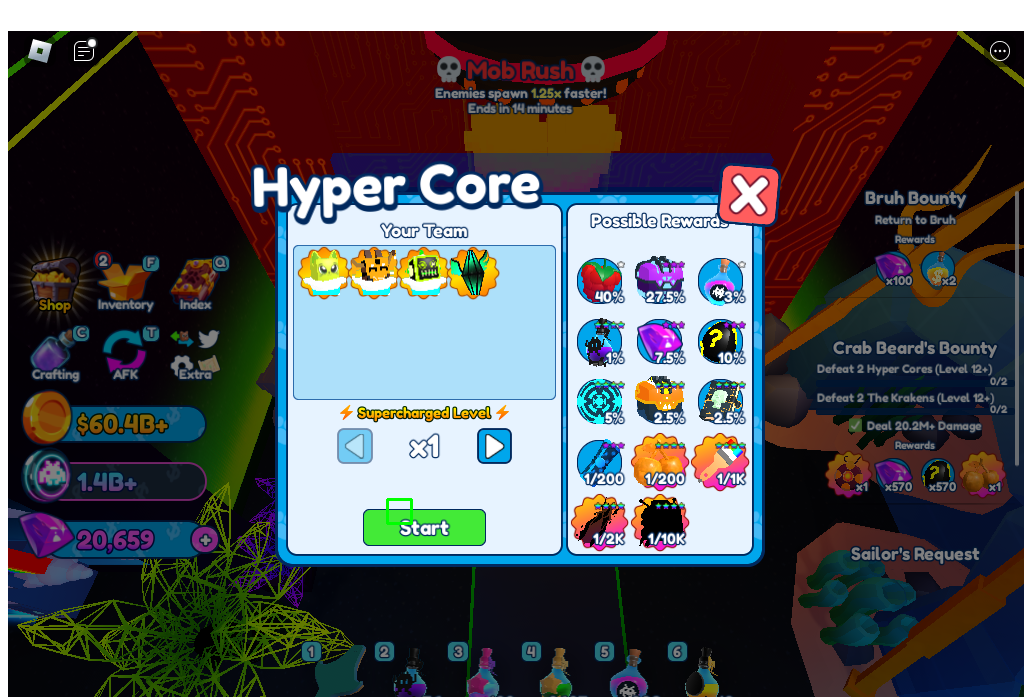 Mob Rush
Enemies spawn 1.25x faster!
Ends in 14 minutes
Hyper Core
Your Team
Supercharged Level
x1
Start
Possible Rewards
40%
27.5%
3%
1%
7.5%
10%
5%
2.5%
2.5%
1/200
1/200
1/1K
1/2K
1/10K
Shop
2
F
Inventory
Q
Index
C
Crafting
T
AFK
Extra
$60.4B+
1.4B+
20,659
Bruh Bounty
Return to Bruh
Rewards
x100
x2
Crab Beard's Bounty
Defeat 2 Hyper Cores (Level 12+)
0/2
Defeat 2 The Krakens (Level 12+)
0/2
Deal 20.2M+ Damage
Rewards
x1
x570
x570
x1
Sailor's Request
1
2
3
4
5
6